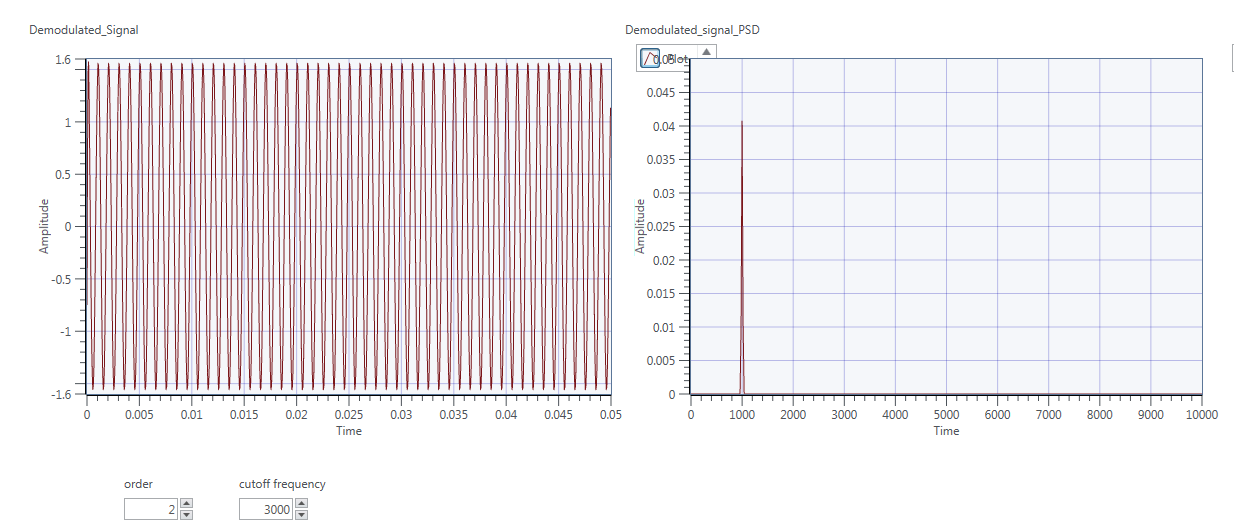 Demodulated_Signal
1.6
1
0.5
0
-0.5
-1
-1.6
Amplitude
0 0.005 0.01 0.015 0.02 0.025 0.03 0.035 0.04 0.045 0.05
Time
Demodulated_signal_PSD
Plot
0.05
0.045
0.04
0.035
0.03
0.025
0.02
0.015
0.01
0.005
0
Amplitude
0 1000 2000 3000 4000 5000 6000 7000 8000 9000 10000
Time
order
2
cutoff frequency
3000